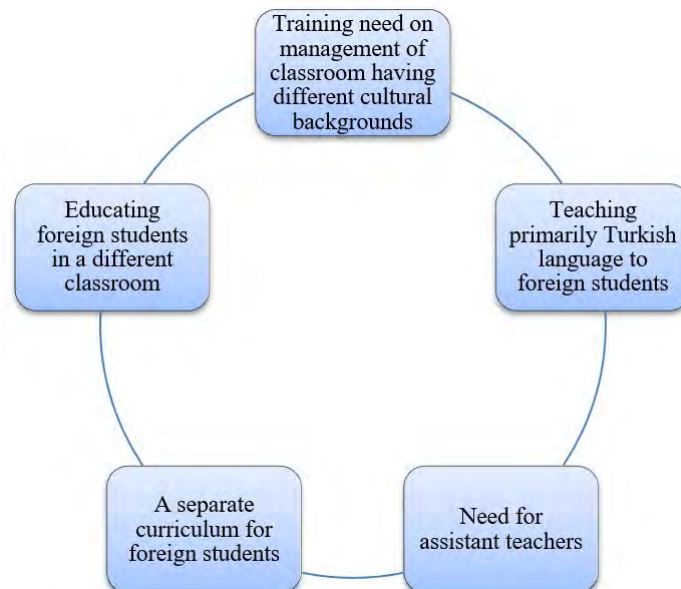 Training need on
management of
classroom having
different cultural
backgrounds
Teaching
primarily Turkish
language to
foreign students
Need for
assistant teachers
A separate
curriculum for
foreign students
Educating
foreign students
in a different
classroom